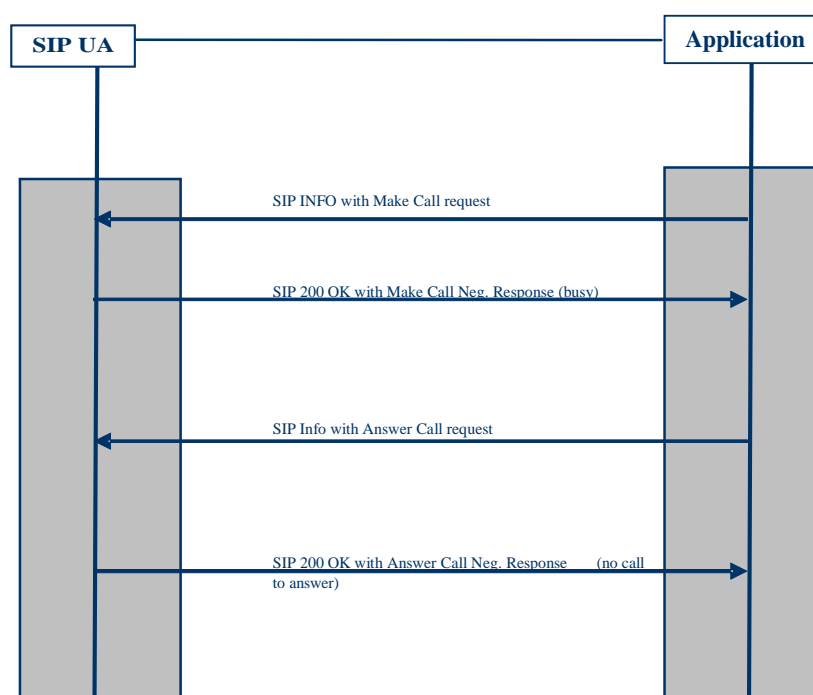 SIP UA
Application
SIP INFO with Make Call request
SIP 200 OK with Make Call Neg. Response (busy)
SIP Info with Answer Call request
SIP 200 OK with Answer Call Neg. Response (no call
to answer)